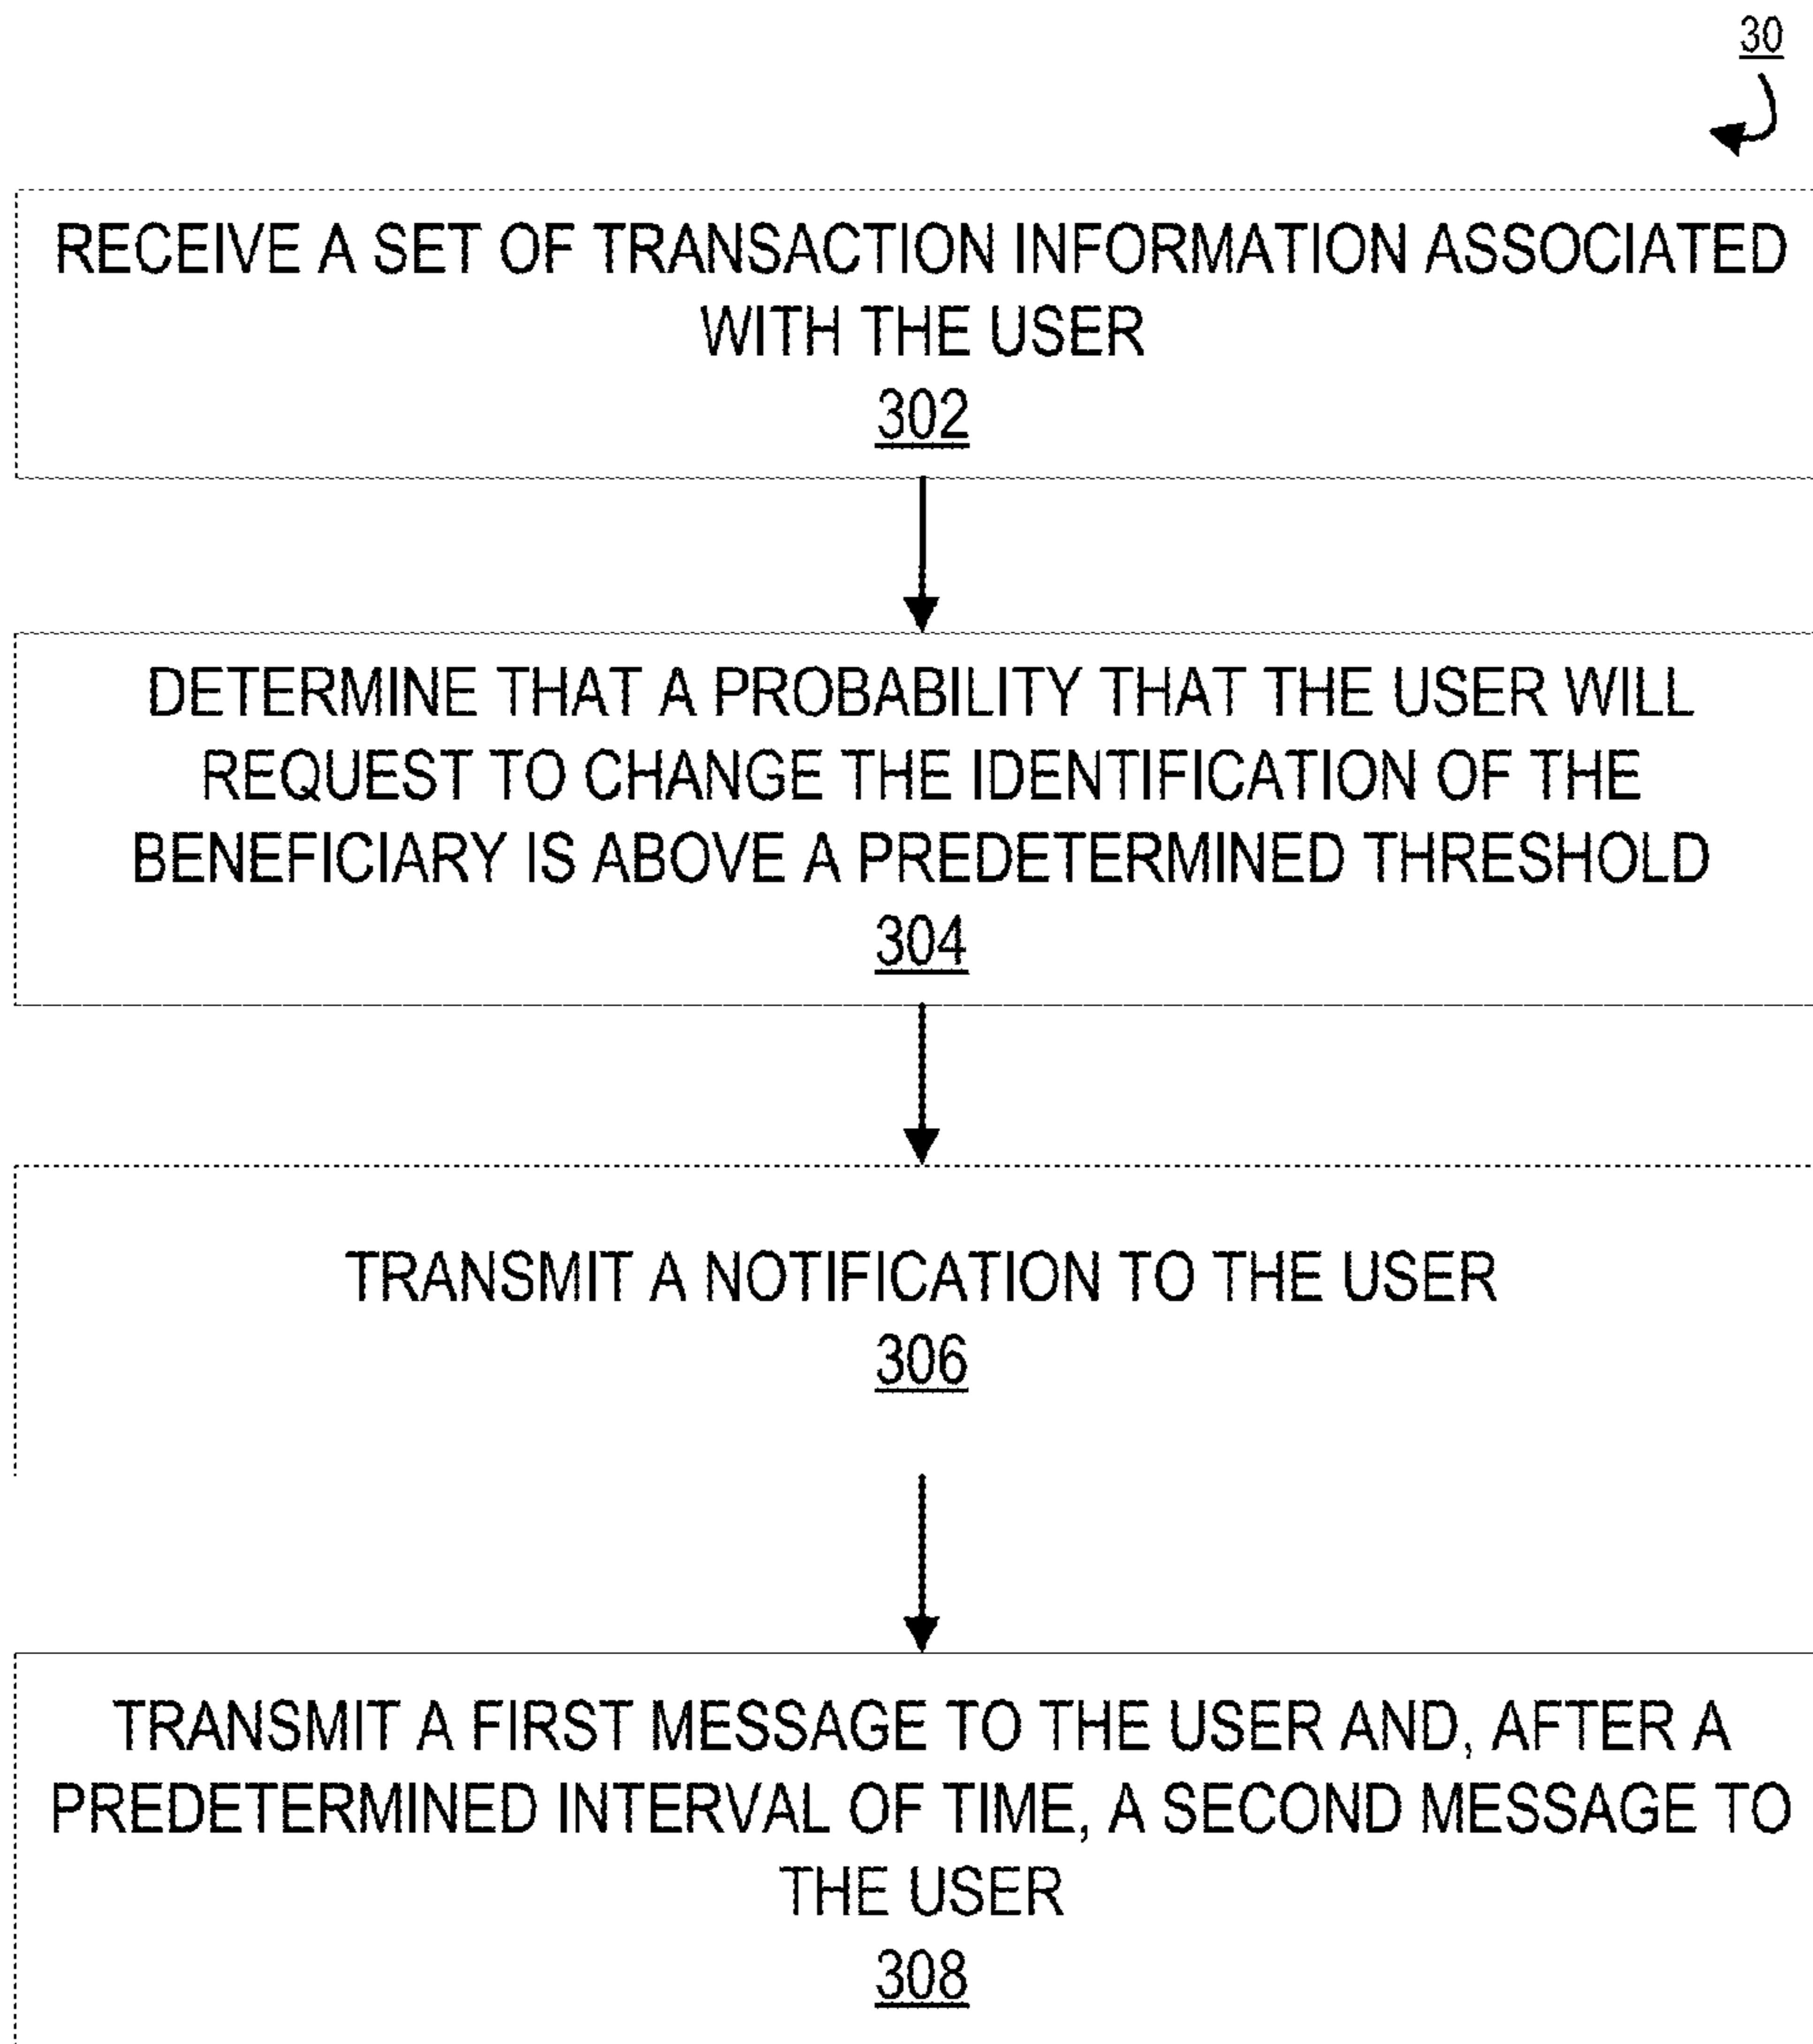 30
RECEIVE A SET OF TRANSACTION INFORMATION ASSOCIATED
WITH THE USER
302
DETERMINE THAT A PROBABILITY THAT THE USER WILL
REQUEST TO CHANGE THE IDENTIFICATION OF THE
BENEFICIARY IS ABOVE A PREDETERMINED THRESHOLD
304
TRANSMIT A NOTIFICATION TO THE USER
306
TRANSMIT A FIRST MESSAGE TO THE USER AND, AFTER A
PREDETERMINED INTERVAL OF TIME, A SECOND MESSAGE TO
THE USER
308